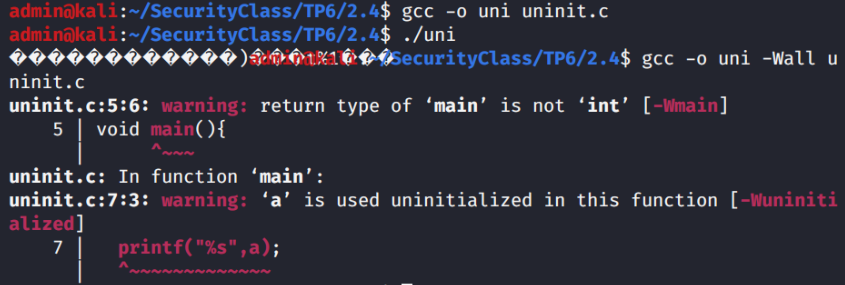 admin@kali:~/SecurityClass/TP6/2.4$ gcc -o uni uninit.c
admin@kali:~/SecurityClass/TP6/2.4$ ./uni
��������������)���� %1���� :~/SecurityClass/TP6/2.4$ gcc -o uni -Wall u
ninit.c
uninit.c:5:6: warning: return type of ‘main’ is not ‘int’ [-Wmain]
    5 | void main(){
      |      ^~~~
uninit.c: In function ‘main’:
uninit.c:7:3: warning: ‘a’ is used uninitialized in this function [-Wuniniti
alized]
    7 |   printf("%s",a);
      |   ^~~~~~~~~~~~~~